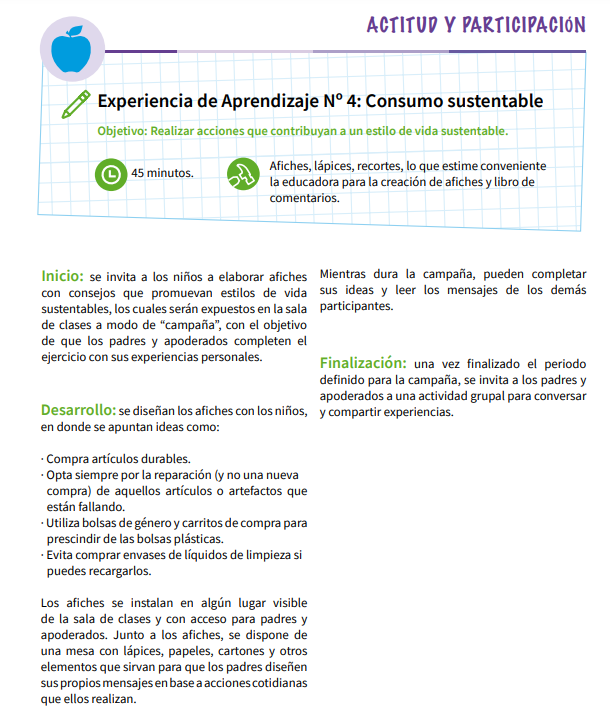 ACTITUD Y PARTICIPACIÓN
Experiencia de Aprendizaje Nº 4: Consumo sustentable
Objetivo: Realizar acciones que contribuyan a un estilo de vida sustentable.
45 minutos.
Afiches, lápices, recortes, lo que estime conveniente
la educadora para la creación de afiches y libro de
comentarios.
Inicio: se invita a los niños a elaborar afiches
con consejos que promuevan estilos de vida
sustentables, los cuales serán expuestos en la sala
de clases a modo de “campaña”, con el objetivo
de que los padres y apoderados completen el
ejercicio con sus experiencias personales.
Desarrollo: se diseñan los afiches con los niños,
en donde se apuntan ideas como:
· Compra artículos durables.
· Opta siempre por la reparación (y no una nueva
compra) de aquellos artículos o artefactos que
están fallando.
· Utiliza bolsas de género y carritos de compra para
prescindir de las bolsas plásticas.
· Evita comprar envases de líquidos de limpieza si
puedes recargarlos.
Los afiches se instalan en algún lugar visible
de la sala de clases y con acceso para padres y
apoderados. Junto a los afiches, se dispone de
una mesa con lápices, papeles, cartones y otros
elementos que sirvan para que los padres diseñen
sus propios mensajes en base a acciones cotidianas
que ellos realizan.
Mientras dura la campaña, pueden completar
sus ideas y leer los mensajes de los demás
participantes.
Finalización: una vez finalizado el periodo
definido para la campaña, se invita a los padres y
apoderados a una actividad grupal para conversar
y compartir experiencias.